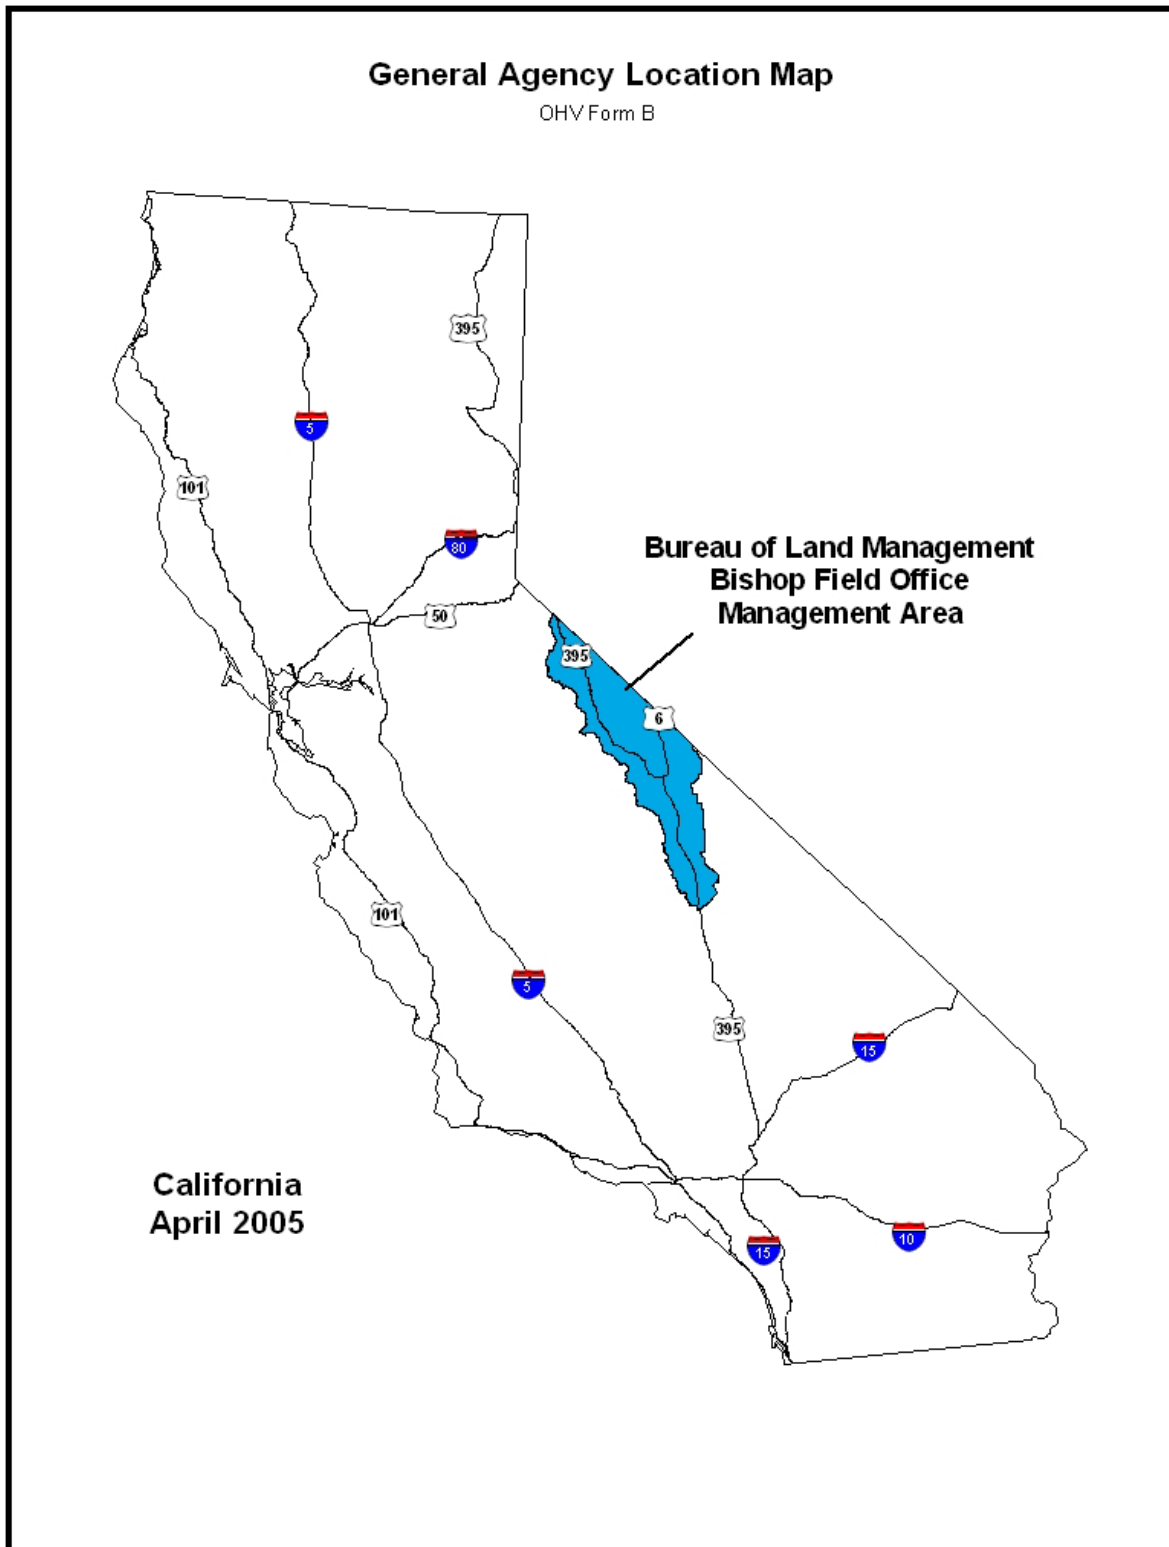 General Agency Location Map
OHV Form B
395
5
101
80
Bureau of Land Management
Bishop Field Office
Management Area
50
395
6
101
5
395
15
California
April 2005
10
15